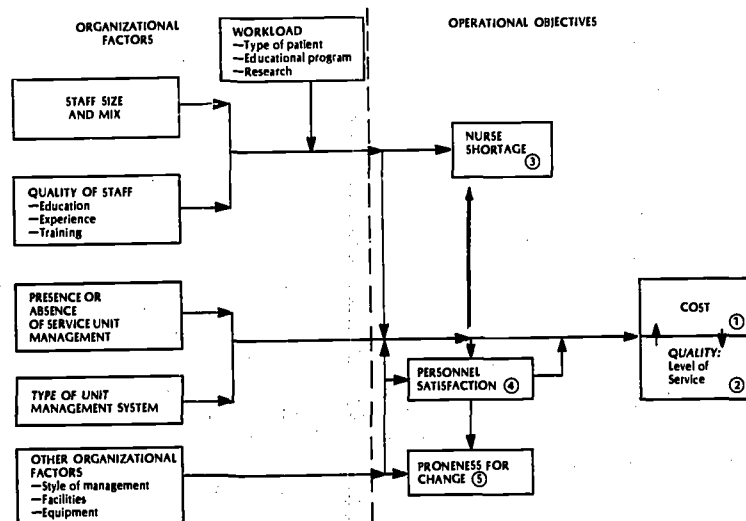 ORGANIZATIONAL
FACTORS
WORKLOAD
—Type of patient
—Educational program
—Research
OPERATIONAL OBJECTIVES
STAFF SIZE
AND MIX
NURSE
SHORTAGE ③
QUALITY OF STAFF
—Education
—Experience
—Training
PRESENCE OR
ABSENCE
OF SERVICE UNIT
MANAGEMENT
COST
①
QUALITY:
Level of
Service
②
TYPE OF UNIT
MANAGEMENT SYSTEM
PERSONNEL
SATISFACTION ④
OTHER ORGANIZATIONAL
FACTORS
—Style of management
—Facilities
—Equipment
PRONENESS FOR
CHANGE ⑤